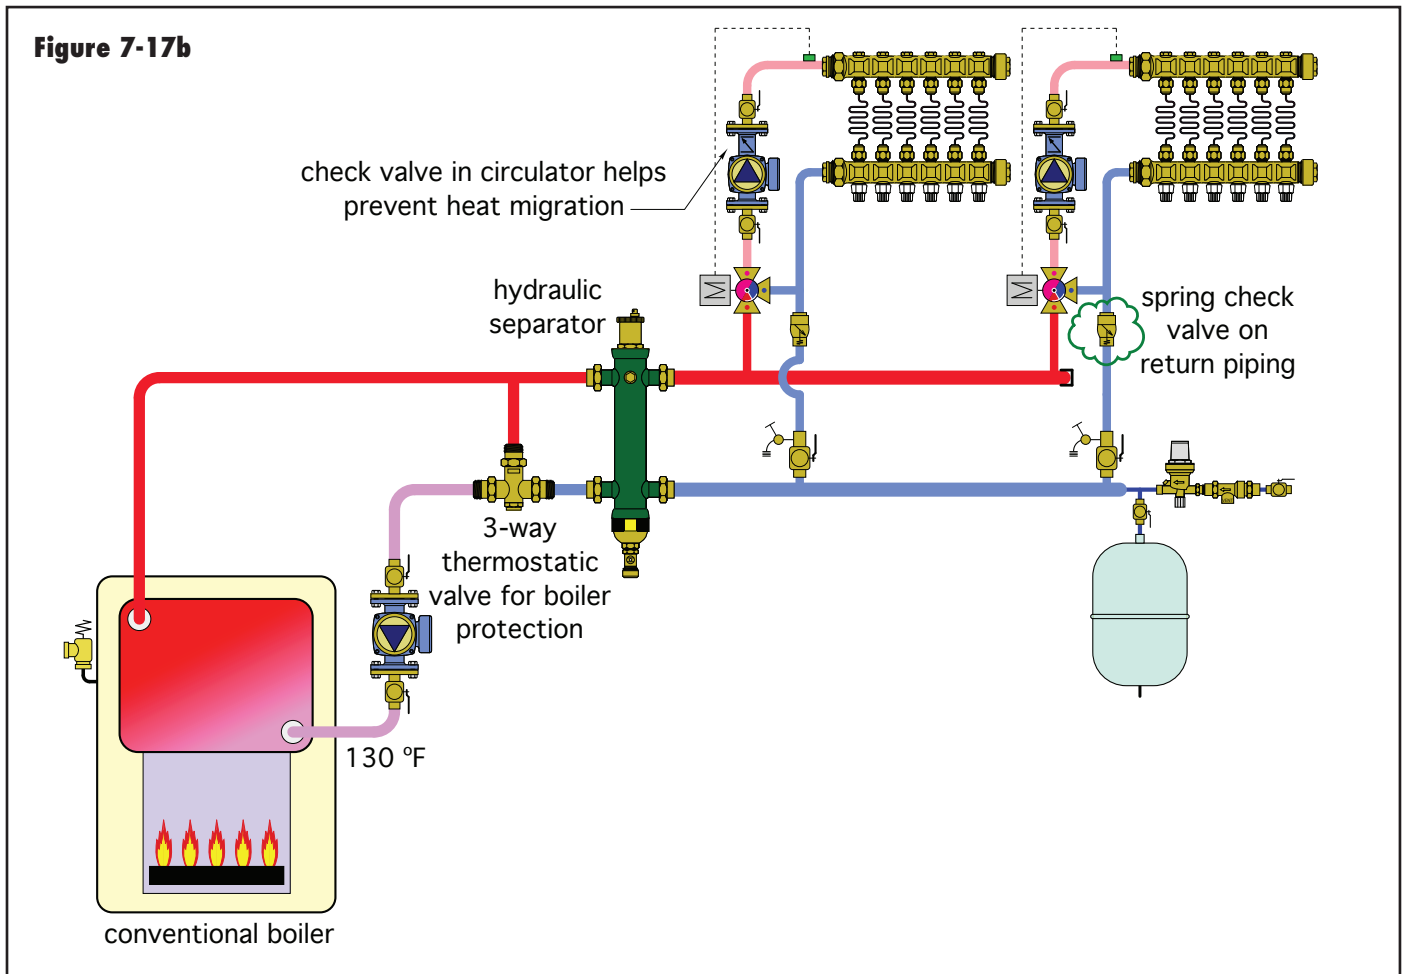 Figure 7-17b
check valve in circulator helps
prevent heat migration
hydraulic
separator
M
M
spring check
valve on
return piping
3-way
thermostatic
valve for boiler
protection
130 ºF
conventional boiler